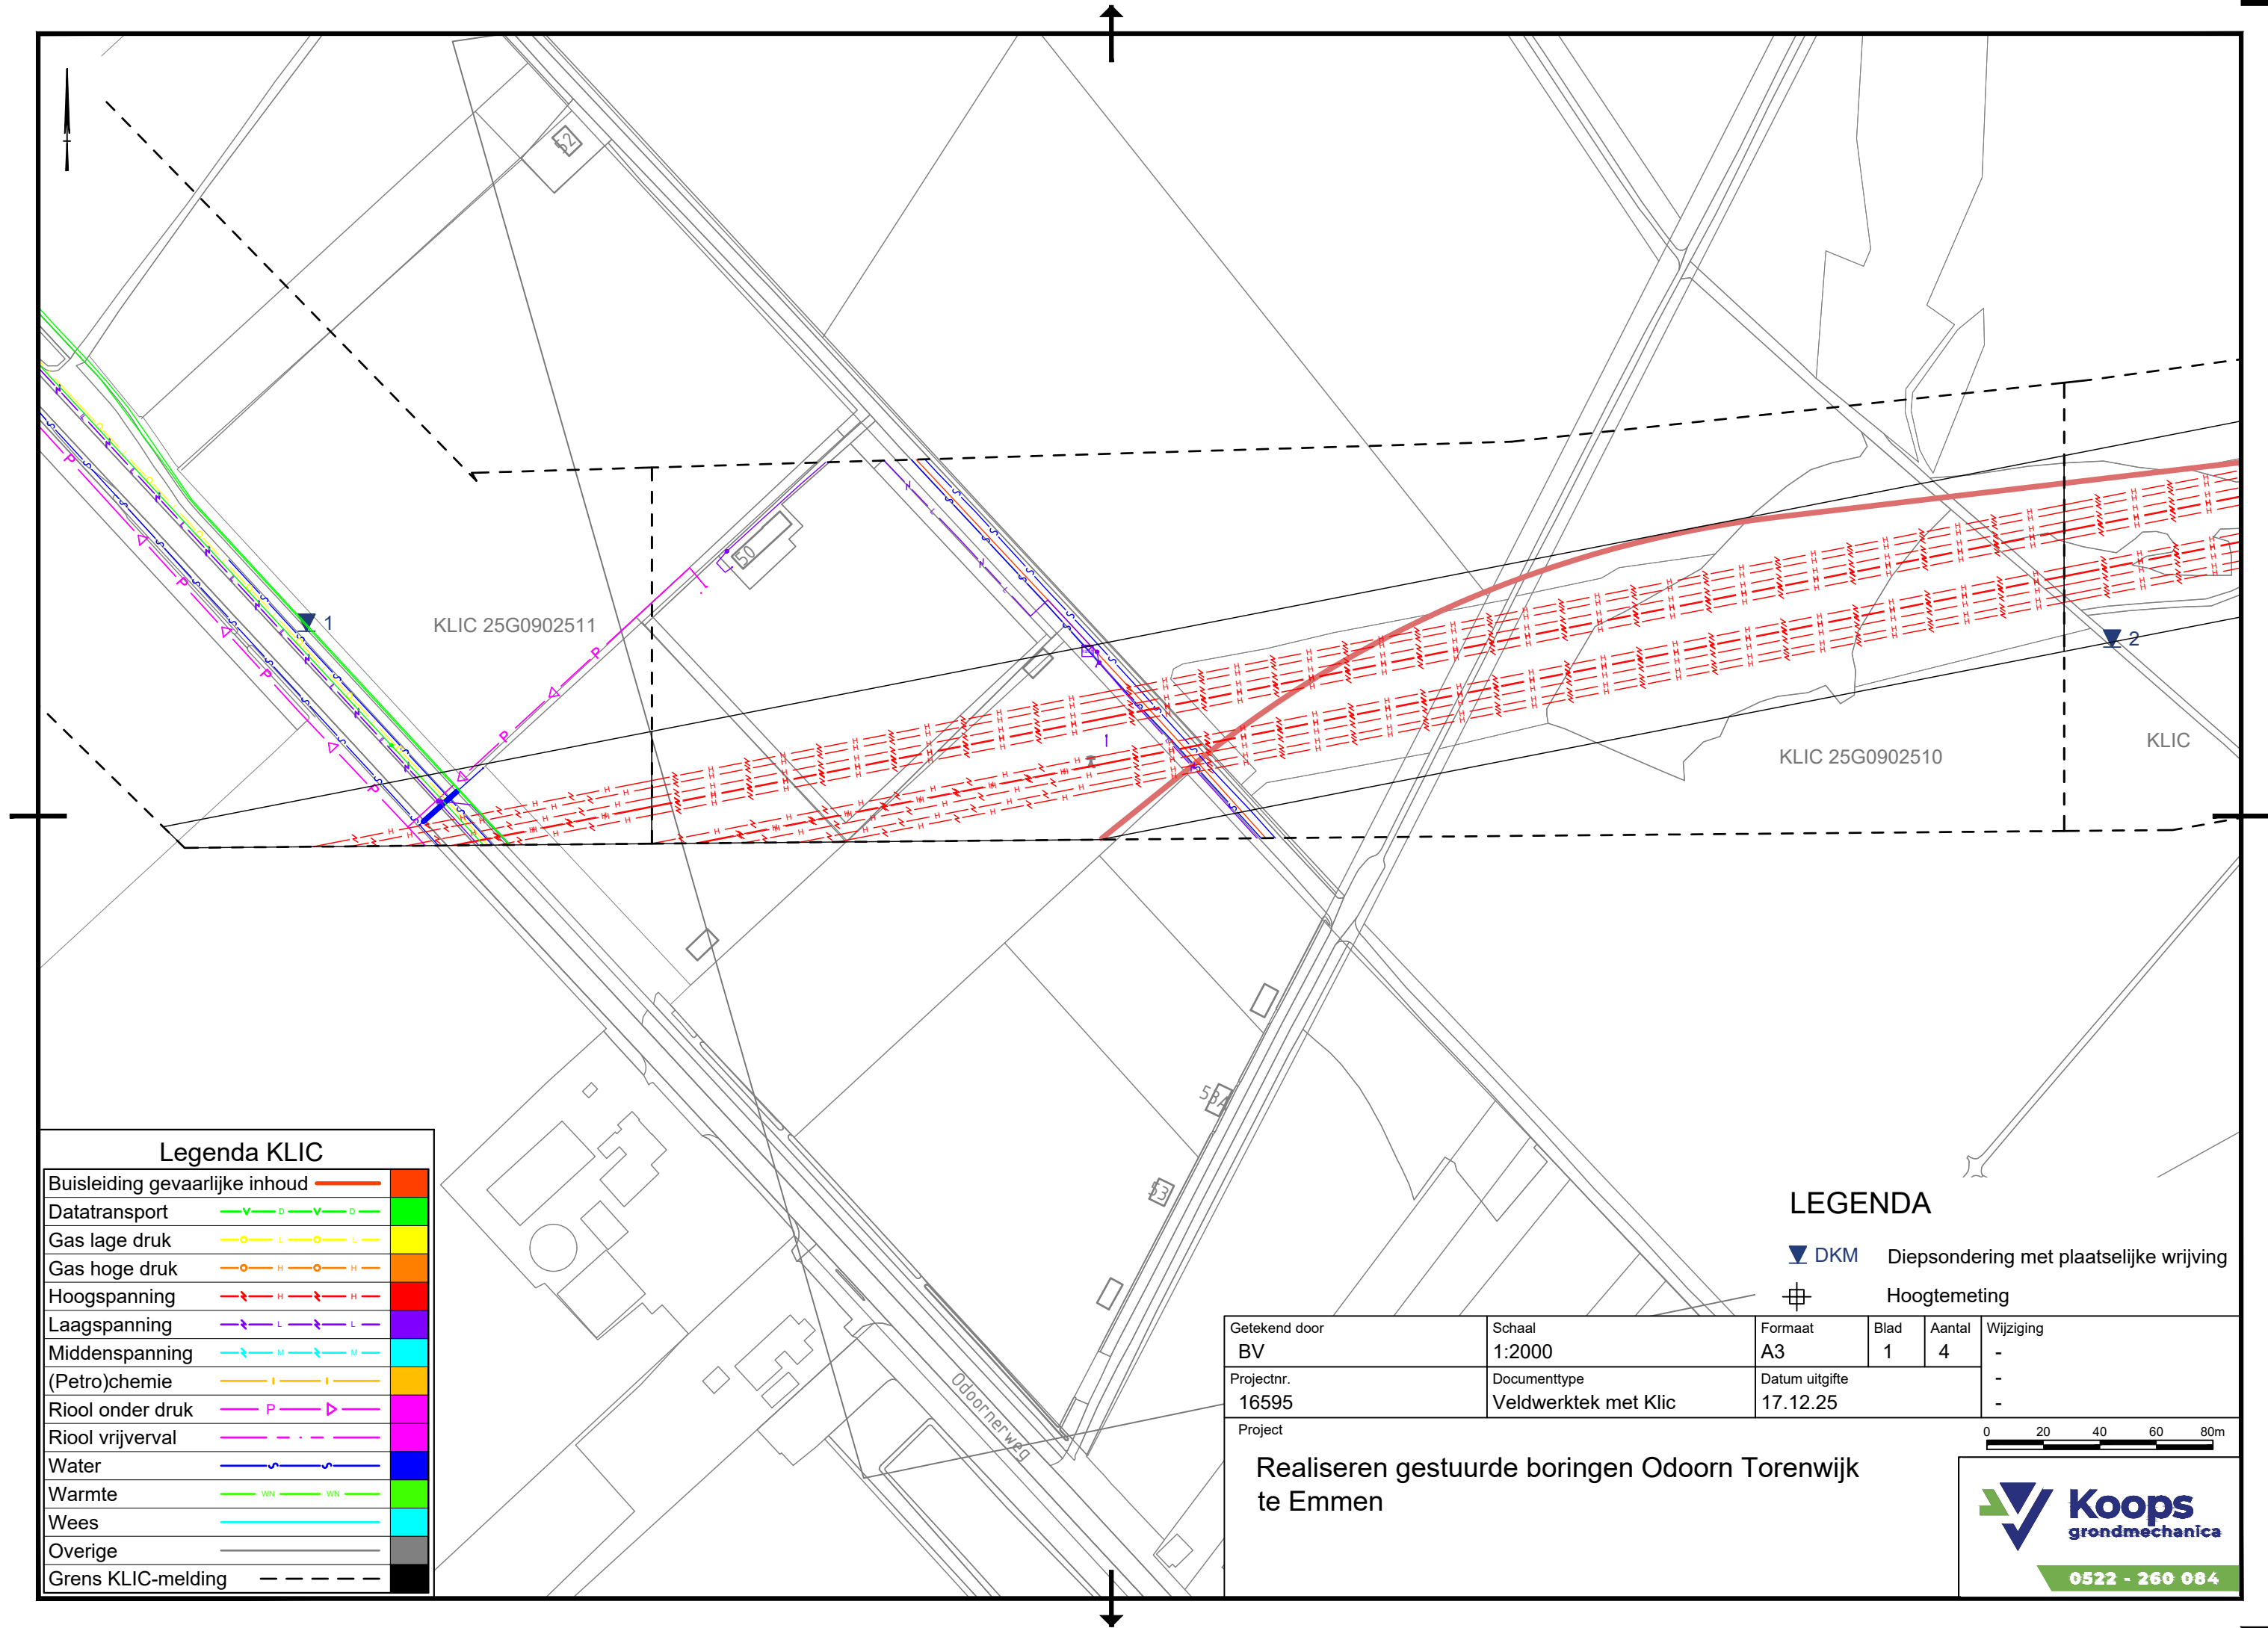 52
1
KLIC 25G0902511
50
2
KLIC 25G0902510
KLIC
53A
53
Odoornerweg
Legenda KLIC
Buisleiding gevaarlijke inhoud
Datatransport V D V D
Gas lage druk L L
Gas hoge druk H H
Hoogspanning H H
Laagspanning L L
Middenspanning M M
(Petro)chemie
Riool onder druk P
Riool vrijverval
Water
Warmte WN WN
Wees
Overige
Grens KLIC-melding
LEGENDA
DKM Diepsondering met plaatselijke wrijving
Hoogtemeting
Getekend door
BV
Schaal
1:2000
Formaat
A3
Blad
1
Aantal
4
Wijziging
-
-
-
Projectnr.
16595
Documenttype
Veldwerktek met Klic
Datum uitgifte
17.12.25
Project
Realiseren gestuurde boringen Odoorn Torenwijk
te Emmen
0 20 40 60 80m
Koops
grondmechanica
0522 - 260 084